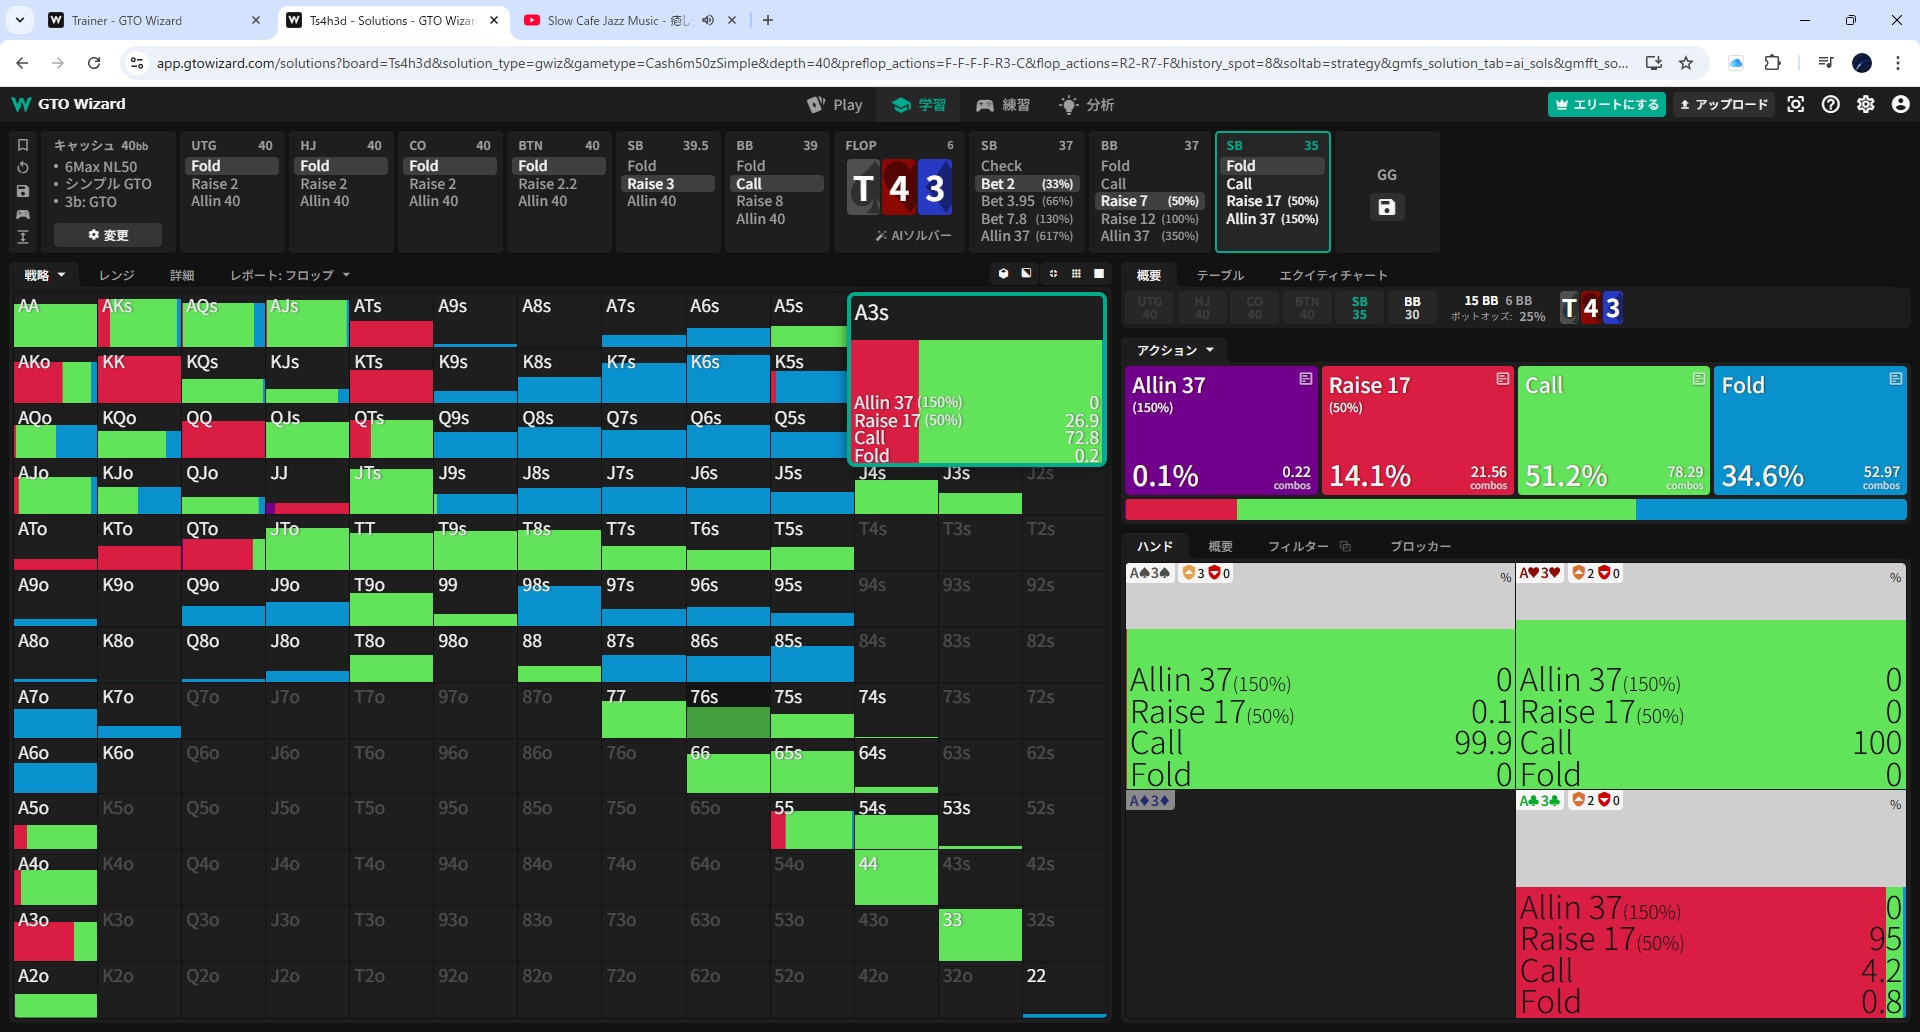 Trainer - GTO Wizard
Ts4h3d - Solutions - GTO Wizar
Slow Cafe Jazz Music - 癒し
app.gtowizard.com/solutions?board=Ts4h3d&solution_type=gwiz&gametype=Cash6m50zSimple&depth=40&preflop_actions=F-F-F-F-R3-C&flop_actions=R2-R7-F&history_spot=8&soltab=strategy&gmfs_solution_tab=ai_sols&gmfft_so...
W GTO Wizard
Play
学習
練習
分析
エリートにする
アップロード
キャッシュ 40bb
• 6Max NL50
• シンプル GTO
• 3b: GTO
変更
UTG 40
Fold
Raise 2
Allin 40
HJ 40
Fold
Raise 2
Allin 40
CO 40
Fold
Raise 2
Allin 40
BTN 40
Fold
Raise 2.2
Allin 40
SB 39.5
Fold
Raise 3
Allin 40
BB 39
Fold
Call
Raise 8
Allin 40
FLOP 6
T 4 3
AIソルバー
SB 37
Check
Bet 2 (33%)
Bet 3.95 (66%)
Bet 7.8 (130%)
Allin 37 (617%)
BB 37
Fold
Call
Raise 7 (50%)
Raise 12 (100%)
Allin 37 (350%)
SB 35
Fold
Call
Raise 17 (50%)
Allin 37 (150%)
GG
戦略
レンジ
詳細
レポート: フロップ
AA AKs AQs AJs ATs A9s A8s A7s A6s A5s
AKo KK KQs KJs KTs K9s K8s K7s K6s K5s
AQo KQo QQ QJs QTs Q9s Q8s Q7s Q6s Q5s
A3s
Allin 37 (150%) 0
Raise 17 (50%) 26.9
Call 72.8
Fold 0.2
AJo KJo QJo JJ JTs J9s J8s J7s J6s J5s J4s J3s J2s
ATo KTo QTo JTo TT T9s T8s T7s T6s T5s T4s T3s T2s
A9o K9o Q9o J9o T9o 99 98s 97s 96s 95s 94s 93s 92s
A8o K8o Q8o J8o T8o 98o 88 87s 86s 85s 84s 83s 82s
A7o K7o Q7o J7o T7o 97o 87o 77 76s 75s 74s 73s 72s
A6o K6o Q6o J6o T6o 96o 86o 76o 66 65s 64s 63s 62s
A5o K5o Q5o J5o T5o 95o 85o 75o 65o 55 54s 53s 52s
A4o K4o Q4o J4o T4o 94o 84o 74o 64o 54o 44 43s 42s
A3o K3o Q3o J3o T3o 93o 83o 73o 63o 53o 43o 33 32s
A2o K2o Q2o J2o T2o 92o 82o 72o 62o 52o 42o 32o 22
概要
テーブル
エクイティチャート
UTG 40
HJ 40
CO 40
BTN 40
SB 35
BB 30
15 BB 6 BB
ポットオッズ: 25%
T 4 3
アクション
Allin 37
(150%)
0.1%
0.22
combos
Raise 17
(50%)
14.1%
21.56
combos
Call
51.2%
78.29
combos
Fold
34.6%
52.97
combos
ハンド
概要
フィルター
ブロッカー
A♠3♠ 3 0 %
Allin 37(150%) 0
Raise 17(50%) 0.1
Call 99.9
Fold 0
A♥3♥ 2 0 %
Allin 37(150%) 0
Raise 17(50%) 0
Call 100
Fold 0
A♦3♦
A♣3♣ 2 0 %
Allin 37(150%) 0
Raise 17(50%) 95
Call 4.2
Fold 0.8